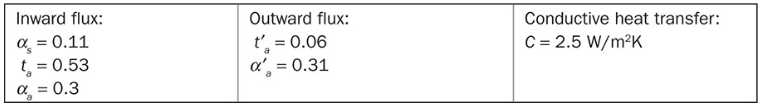 Inward flux:
αs = 0.11
ta = 0.53
αa = 0.3
Outward flux:
t′a = 0.06
α′a = 0.31
Conductive heat transfer:
C = 2.5 W/m²K